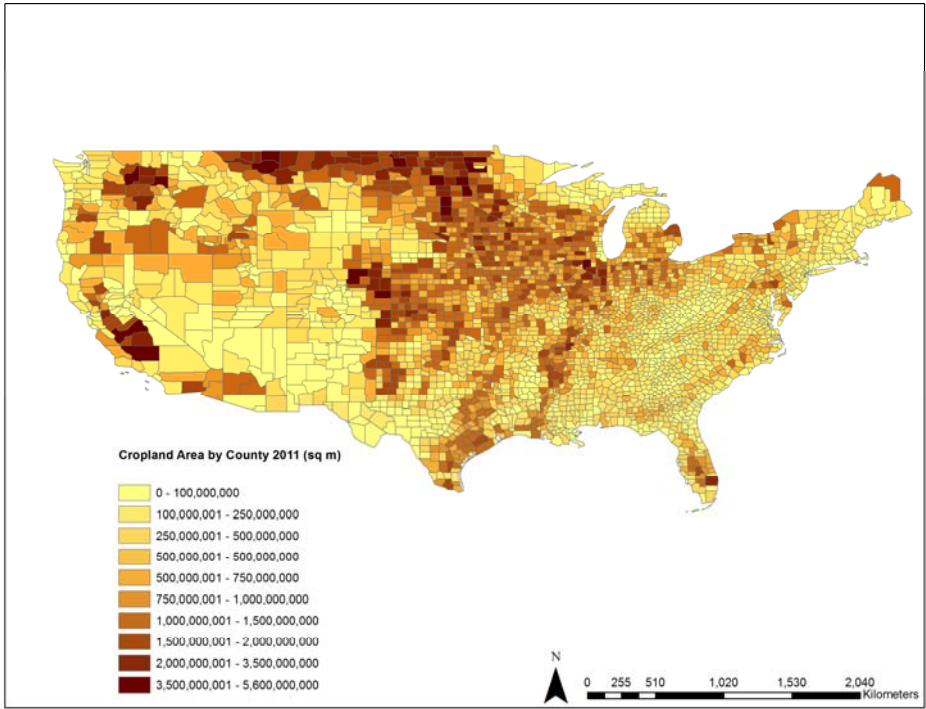 Cropland Area by County 2011 (sq m)
0 - 100,000,000
100,000,001 - 250,000,000
250,000,001 - 500,000,000
500,000,001 - 500,000,000
500,000,001 - 750,000,000
750,000,001 - 1,000,000,000
1,000,000,001 - 1,500,000,000
1,500,000,001 - 2,000,000,000
2,000,000,001 - 3,500,000,000
3,500,000,001 - 5,600,000,000
N
0 255 510 1,020 1,530 2,040
Kilometers